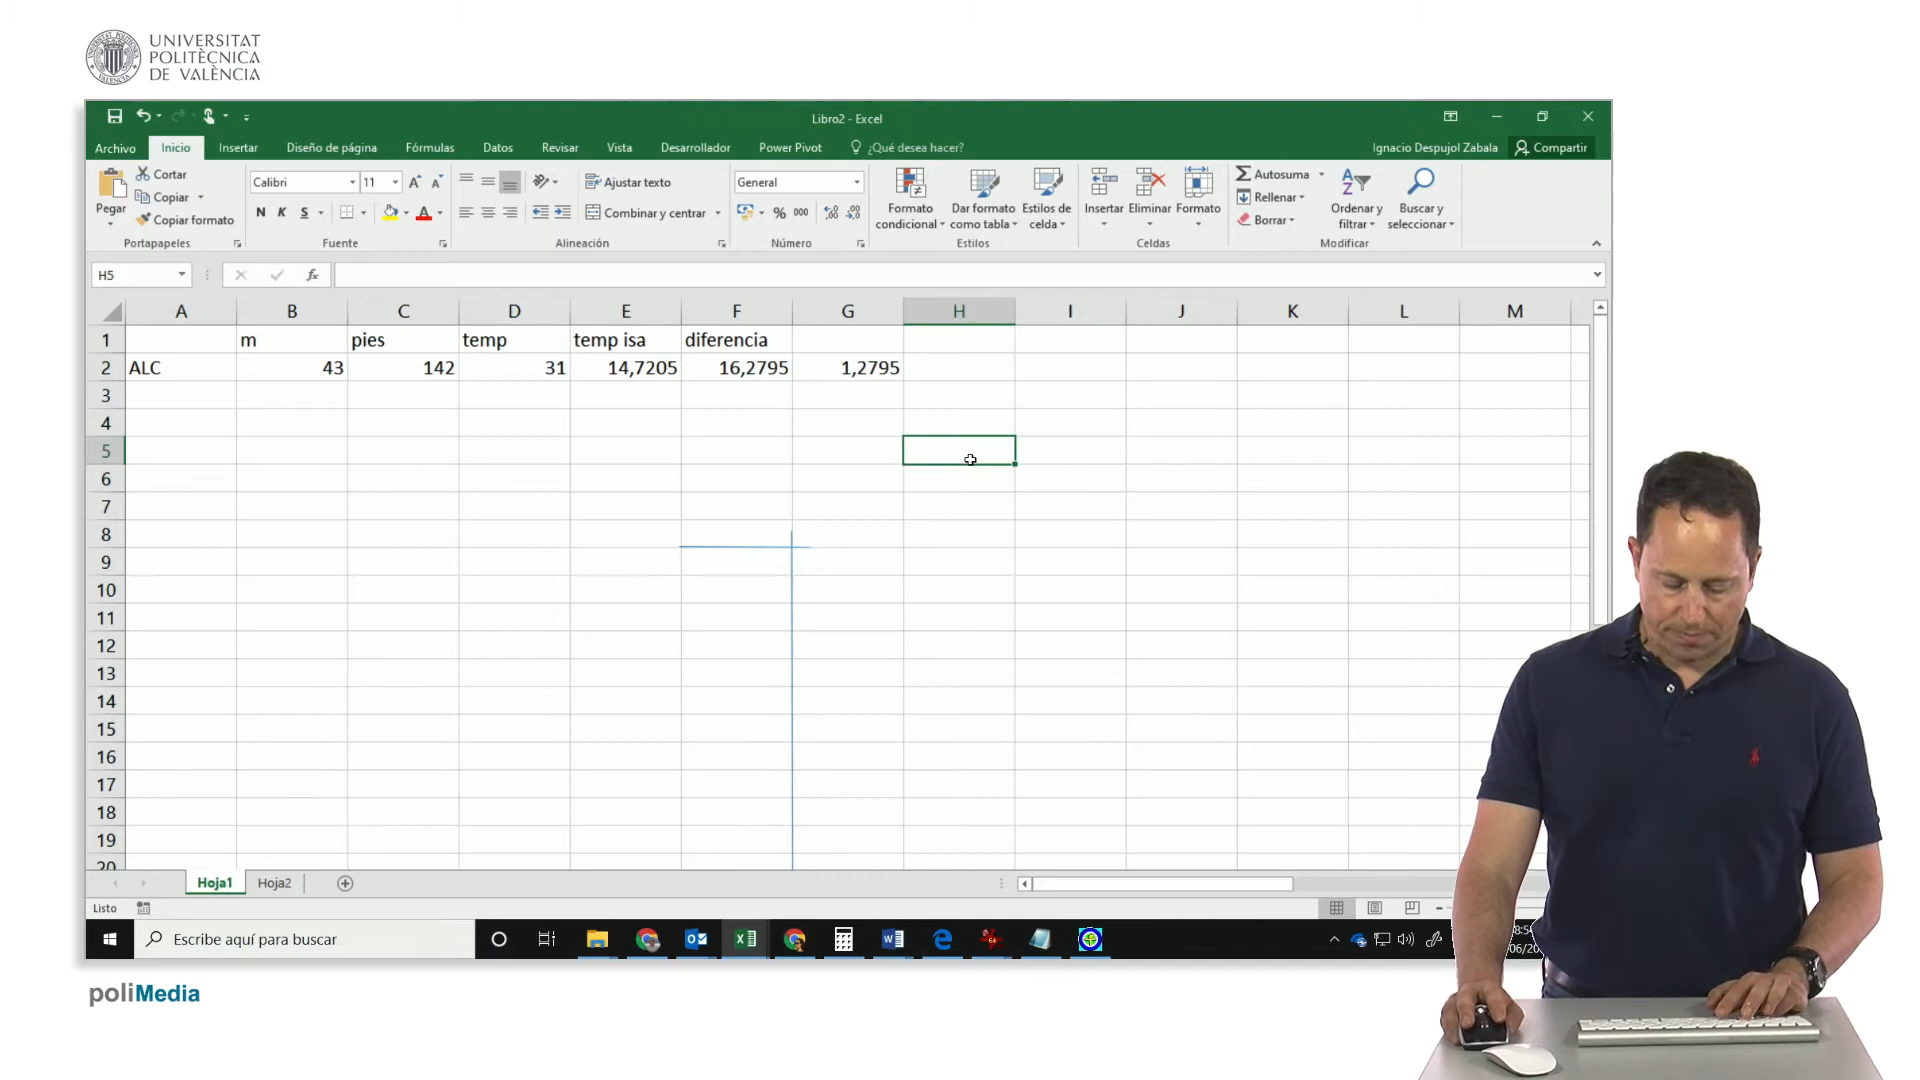 UNIVERSITAT
POLITÈCNICA
DE VALÈNCIA
Libro2 - Excel
Archivo Inicio Insertar Diseño de página Fórmulas Datos Revisar Vista Desarrollador Power Pivot ¿Qué desea hacer? Ignacio Despujol Zabala Compartir
Pegar
Cortar
Copiar
Copiar formato
Portapapeles
Calibri 11
N K S
Fuente
Ajustar texto
Combinar y centrar
Alineación
General
% 000
Número
Formato condicional
Dar formato como tabla
Estilos de celda
Estilos
Insertar Eliminar Formato
Celdas
Autosuma
Rellenar
Borrar
Ordenar y filtrar
Buscar y seleccionar
Modificar
H5 fx
A B C D E F G H I J K L M
1 m pies temp temp isa diferencia
2 ALC 43 142 31 14,7205 16,2795 1,2795
3
4
5
6
7
8
9
10
11
12
13
14
15
16
17
18
19
20
Hoja1 Hoja2
Listo
Escribe aquí para buscar
poliMedia